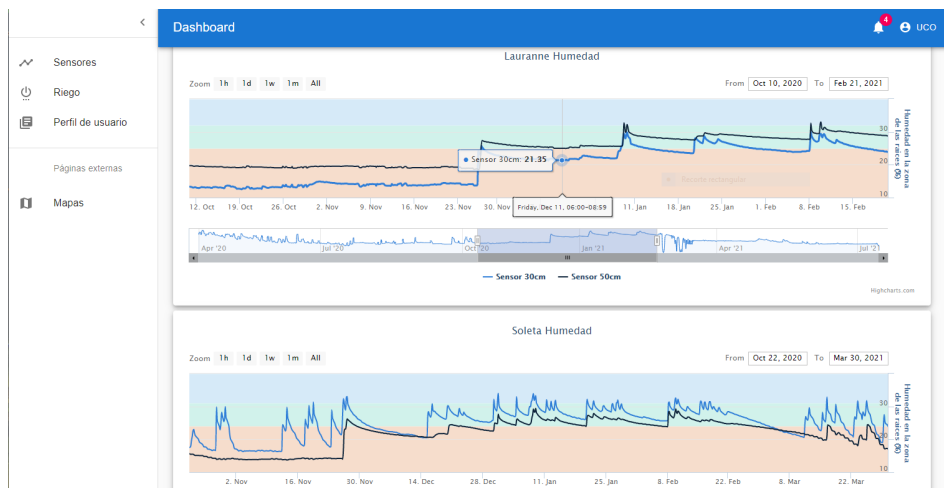 Dashboard
4
UCO
Sensores
Riego
Perfil de usuario
Páginas externas
Mapas
Lauranne Humedad
Zoom 1h 1d 1w 1m All
From Oct 10, 2020 To Feb 21, 2021
Humedad en la zona
de las raíces (%)
30
20
10
Sensor 30cm: 21.35
12. Oct 19. Oct 26. Oct 2. Nov 9. Nov 16. Nov 23. Nov 30. Nov 11. Jan 18. Jan 25. Jan 1. Feb 8. Feb 15. Feb
Friday, Dec 11, 06:00-08:59
Apr '20 Jul '20 Oct '20 Jan '21 Apr '21 Jul '21
Sensor 30cm Sensor 50cm
Highcharts.com
Soleta Humedad
Zoom 1h 1d 1w 1m All
From Oct 22, 2020 To Mar 30, 2021
Humedad en la zona
de las raíces (%)
30
20
10
2. Nov 16. Nov 30. Nov 14. Dec 28. Dec 11. Jan 25. Jan 8. Feb 22. Feb 8. Mar 22. Mar